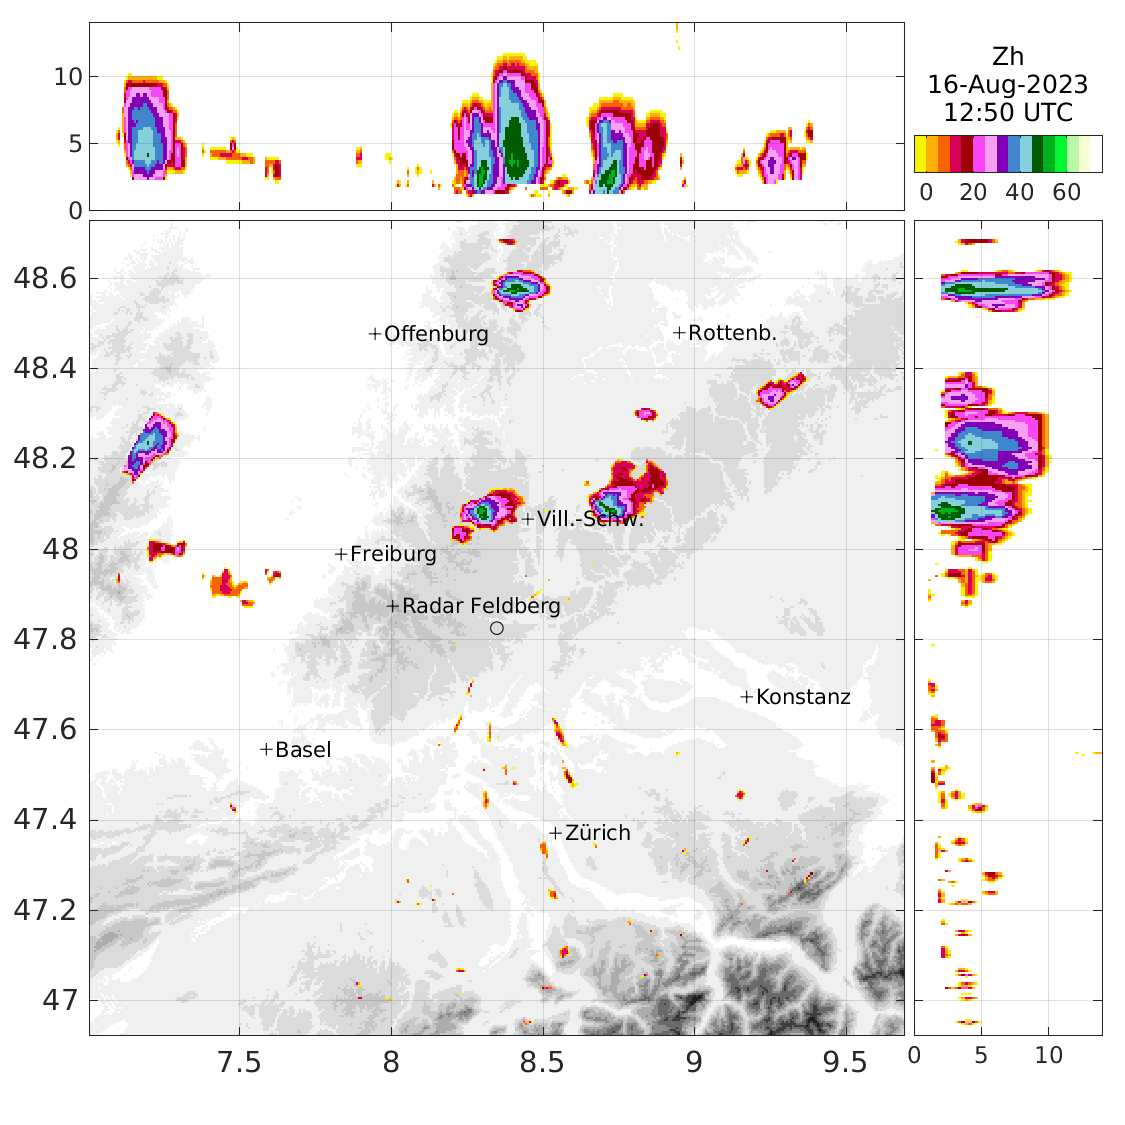 10
5
0
Zh
16-Aug-2023
12:50 UTC
0 20 40 60
48.6
48.4
48.2
48
47.8
47.6
47.4
47.2
47
+Offenburg
+Rottenb.
+Vill.-Schw.
+Freiburg
+Radar Feldberg
+Konstanz
+Basel
+Zürich
7.5 8 8.5 9 9.5
0 5 10